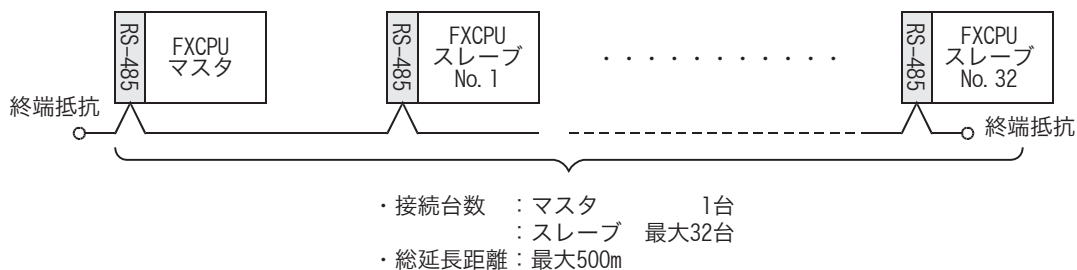 RS-485
FXCPU
マスタ
RS-485
FXCPU
スレーブ
No. 1
・・・・・・・・・・・
RS-485
FXCPU
スレーブ
No. 32
終端抵抗
終端抵抗
・接続台数 ：マスタ 1台
：スレーブ 最大32台
・総延長距離：最大500m